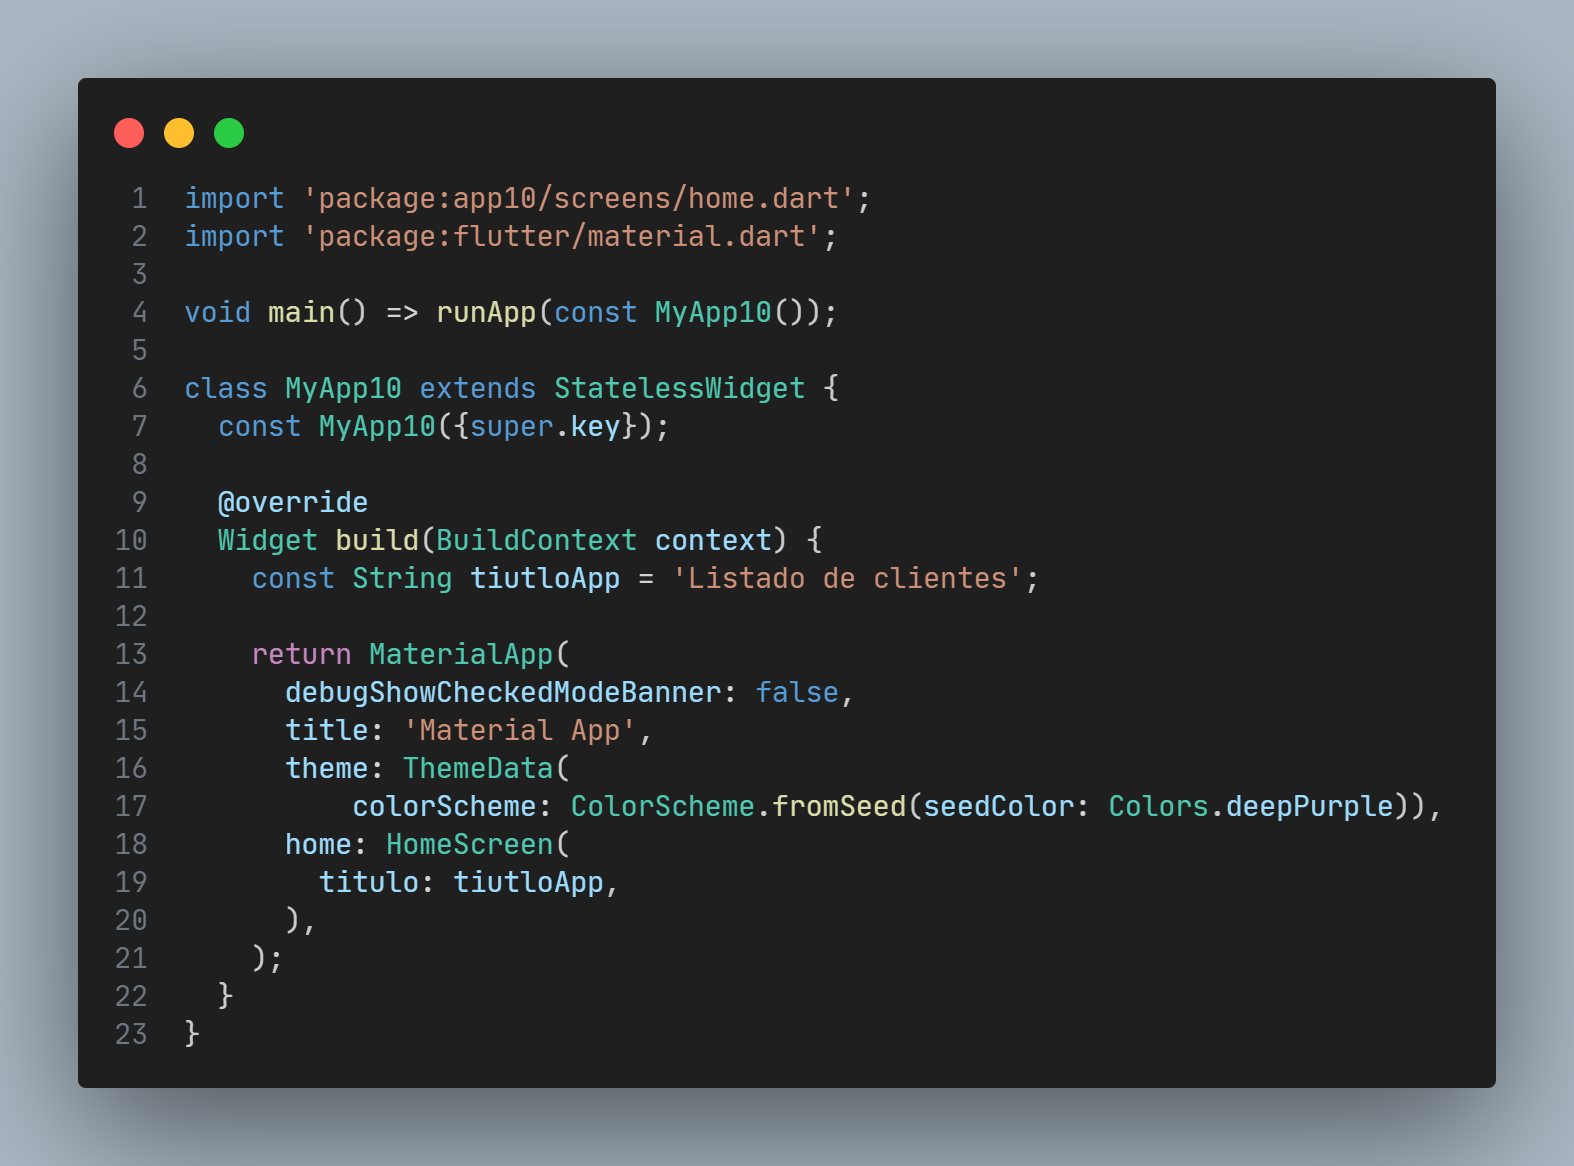 1 import 'package:app10/screens/home.dart';
2 import 'package:flutter/material.dart';
3
4 void main() => runApp(const MyApp10());
5
6 class MyApp10 extends StatelessWidget {
7   const MyApp10({super.key});
8
9   @override
10   Widget build(BuildContext context) {
11     const String tiutloApp = 'Listado de clientes';
12
13     return MaterialApp(
14       debugShowCheckedModeBanner: false,
15       title: 'Material App',
16       theme: ThemeData(
17           colorScheme: ColorScheme.fromSeed(seedColor: Colors.deepPurple)),
18       home: HomeScreen(
19         titulo: tiutloApp,
20       ),
21     );
22   }
23 }